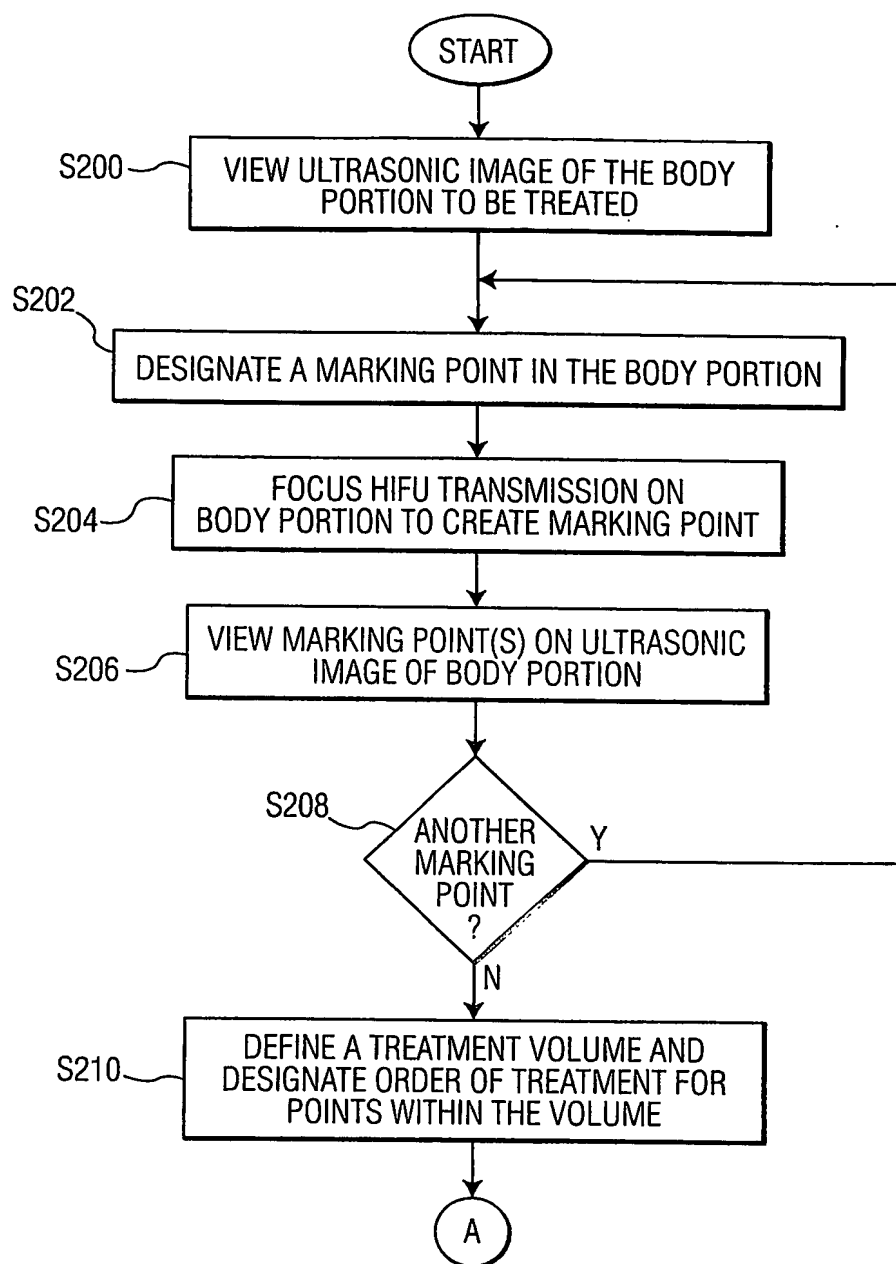 START
S200
VIEW ULTRASONIC IMAGE OF THE BODY
PORTION TO BE TREATED
S202
DESIGNATE A MARKING POINT IN THE BODY PORTION
S204
FOCUS HIFU TRANSMISSION ON
BODY PORTION TO CREATE MARKING POINT
S206
VIEW MARKING POINT(S) ON ULTRASONIC
IMAGE OF BODY PORTION
S208
ANOTHER
MARKING
POINT
?
Y
N
S210
DEFINE A TREATMENT VOLUME AND
DESIGNATE ORDER OF TREATMENT FOR
POINTS WITHIN THE VOLUME
A